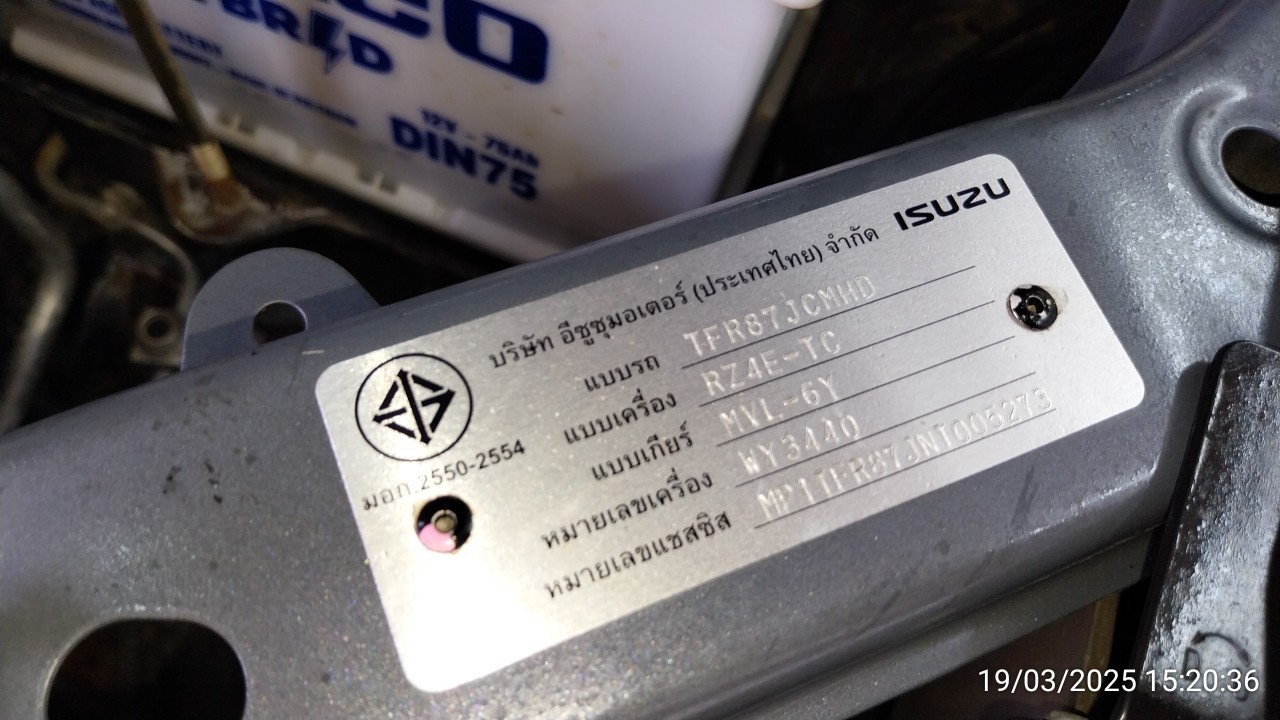 12V - 75Ah
DIN75
ISUZU
บริษัท อีซูซุมอเตอร์ (ประเทศไทย) จำกัด
แบบรถ TFR87JCMHD
แบบเครื่อง RZ4E-TC
แบบเกียร์ MVL-6Y
หมายเลขเครื่อง WY3440
หมายเลขแชสซิส MP1TFR87JNT005273
มอก.2550-2554
19/03/2025 15:20:36